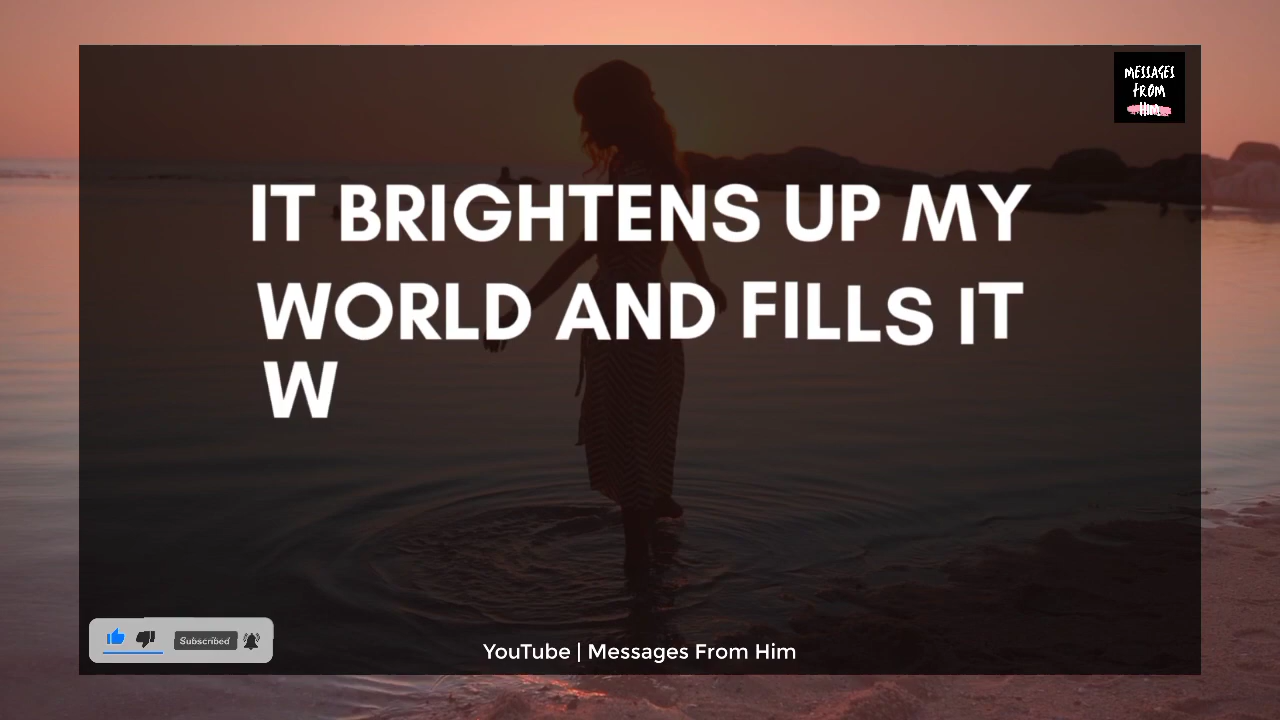 MESSAGES
FROM
HIM
IT BRIGHTENS UP MY
WORLD AND FILLS IT
W
Subscribed
YouTube | Messages From Him